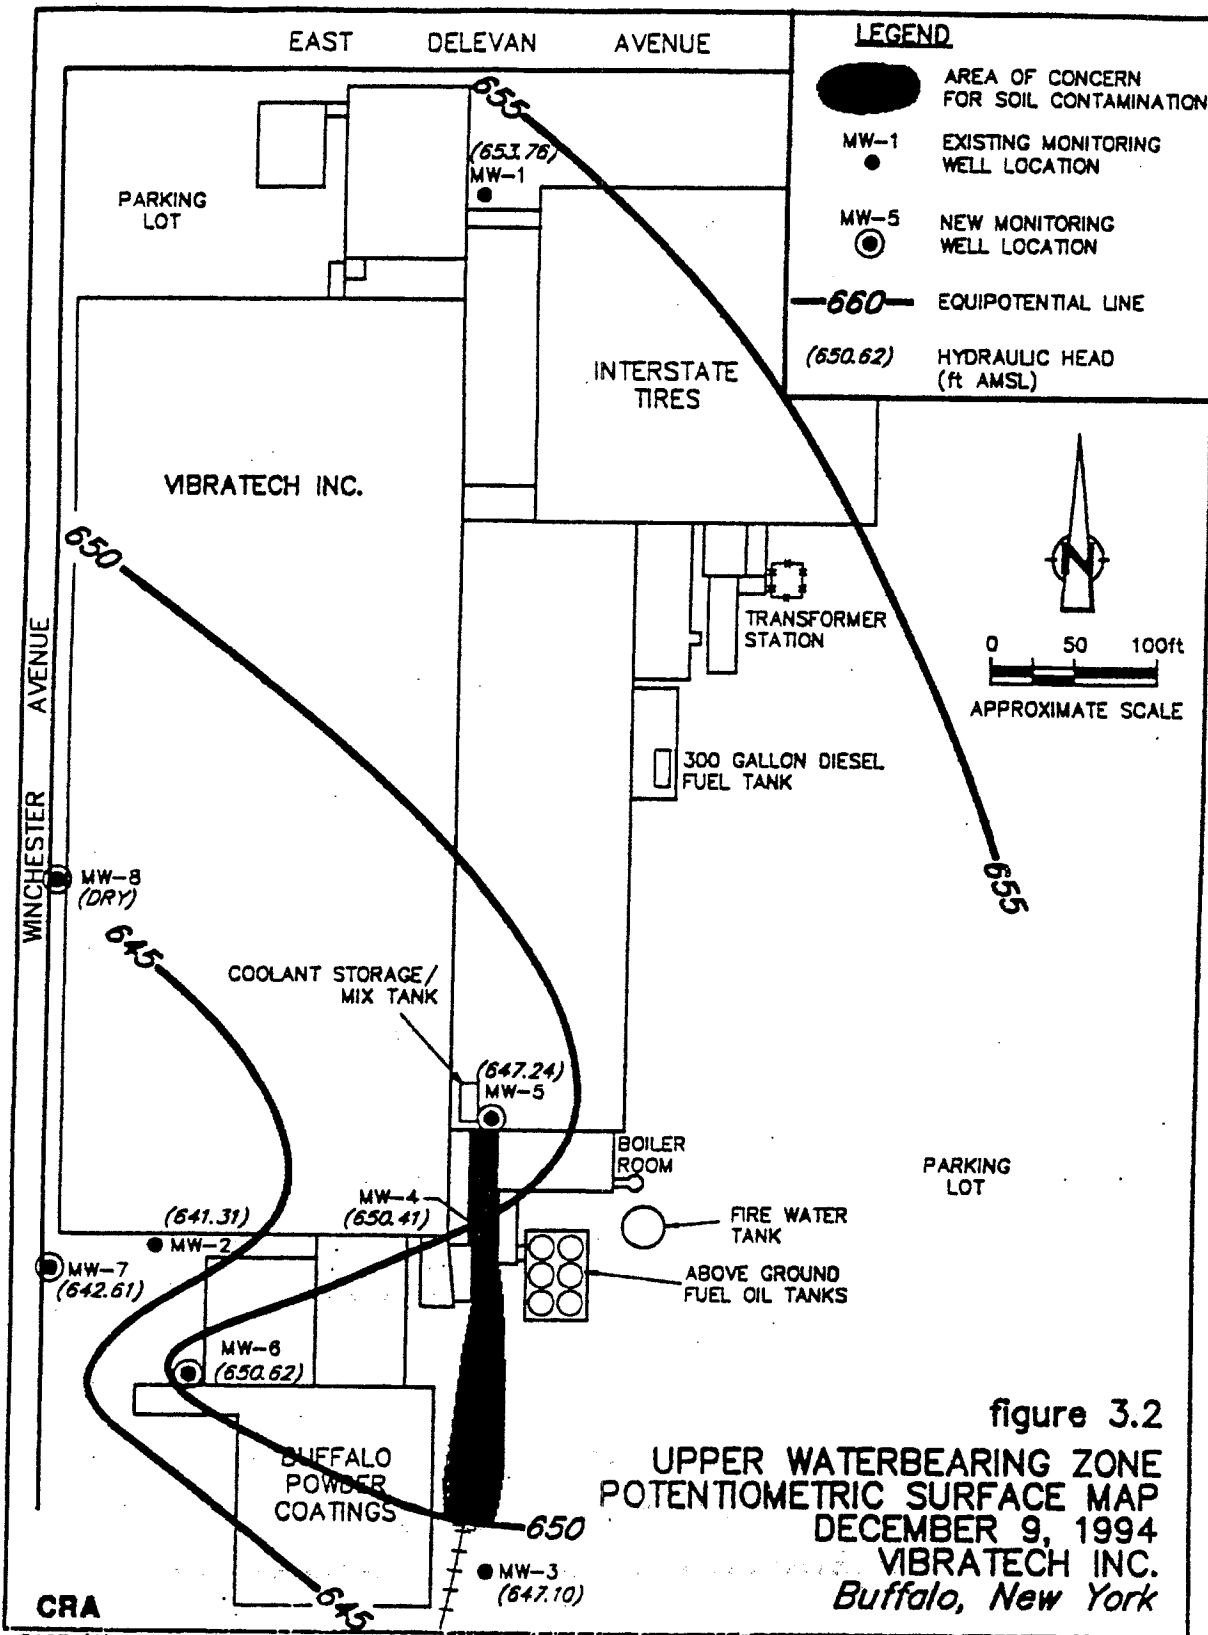 EAST DELEVAN AVENUE
LEGEND
AREA OF CONCERN
FOR SOIL CONTAMINATION
MW-1
EXISTING MONITORING
WELL LOCATION
MW-5
NEW MONITORING
WELL LOCATION
660
EQUIPOTENTIAL LINE
(650.62)
HYDRAULIC HEAD
(ft AMSL)
655
(653.76)
MW-1
PARKING
LOT
INTERSTATE
TIRES
VIBRATECH INC.
650
N
TRANSFORMER
STATION
0 50 100ft
APPROXIMATE SCALE
300 GALLON DIESEL
FUEL TANK
WINCHESTER AVENUE
MW-8
(DRY)
655
645
COOLANT STORAGE/
MIX TANK
(647.24)
MW-5
BOILER
ROOM
PARKING
LOT
MW-4
(650.41)
(641.31)
MW-2
FIRE WATER
TANK
MW-7
(642.61)
ABOVE GROUND
FUEL OIL TANKS
MW-6
(650.62)
BUFFALO
POWDER
COATINGS
650
MW-3
(647.10)
645
figure 3.2
UPPER WATERBEARING ZONE
POTENTIOMETRIC SURFACE MAP
DECEMBER 9, 1994
VIBRATECH INC.
Buffalo, New York
CRA